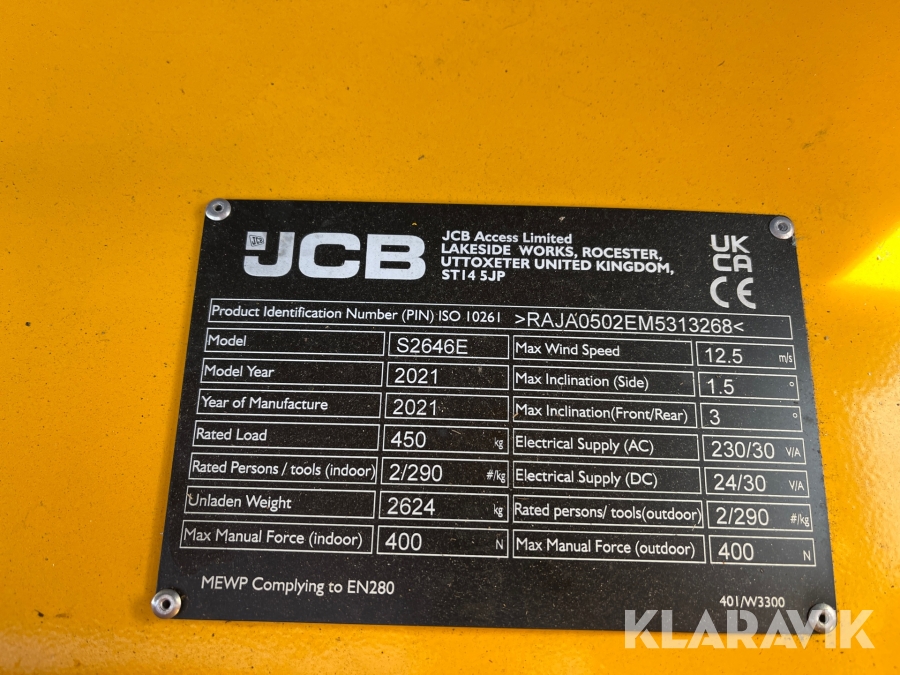 JCB
JCB Access Limited
LAKESIDE WORKS, ROCESTER,
UTTOXETER UNITED KINGDOM,
ST14 5JP
UK
CA
CE
Product Identification Number (PIN) ISO 10261 >RAJA0502EM5313268<
Model S2646E Max Wind Speed 12.5 m/s
Model Year 2021 Max Inclination (Side) 1.5 °
Year of Manufacture 2021 Max Inclination(Front/Rear) 3 °
Rated Load 450 kg Electrical Supply (AC) 230/30 V/A
Rated Persons / tools (indoor) 2/290 #/kg Electrical Supply (DC) 24/30 V/A
Unladen Weight 2624 kg Rated persons/ tools(outdoor) 2/290 #/kg
Max Manual Force (indoor) 400 N Max Manual Force (outdoor) 400 N
MEWP Complying to EN280
401/W3300
KLARAVIK